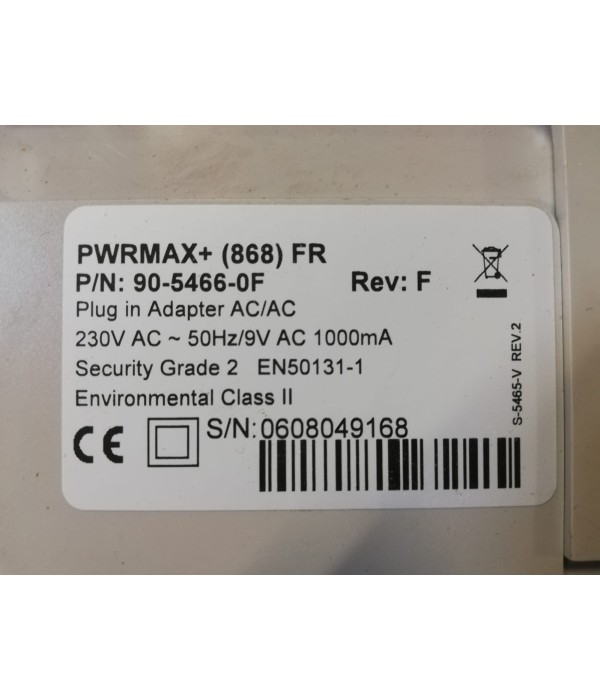 PWRMAX+ (868) FR
P/N: 90-5466-0F Rev: F
Plug in Adapter AC/AC
230V AC ~ 50Hz/9V AC 1000mA
Security Grade 2 EN50131-1
Environmental Class II
CE S/N: 0608049168
S-5465-V REV.2